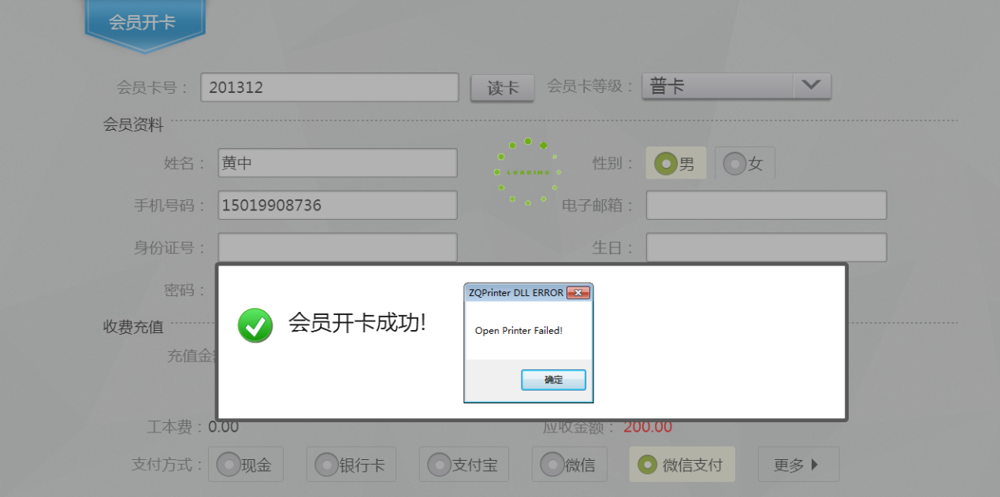 会员开卡
会员卡号： 201312 读卡 会员卡等级： 普卡
会员资料
姓名： 黄中 LOADING 性别： 男 女
手机号码： 15019908736 电子邮箱：
身份证号： 生日：
密码：
ZQPrinter DLL ERROR
会员开卡成功!
Open Printer Failed!
确定
收费充值
充值金
工本费：0.00 应收金额： 200.00
支付方式： 现金 银行卡 支付宝 微信 微信支付 更多